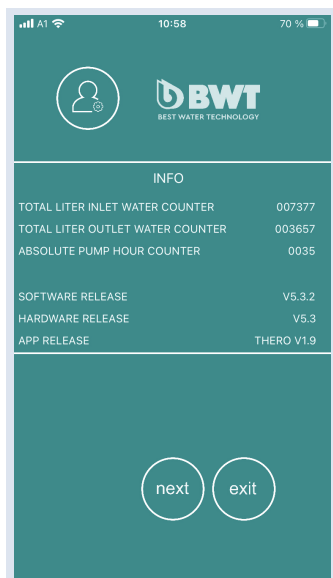 A1 10:58 70 %
BWT
BEST WATER TECHNOLOGY
INFO
TOTAL LITER INLET WATER COUNTER 007377
TOTAL LITER OUTLET WATER COUNTER 003657
ABSOLUTE PUMP HOUR COUNTER 0035
SOFTWARE RELEASE V5.3.2
HARDWARE RELEASE V5.3
APP RELEASE THERO V1.9
next exit